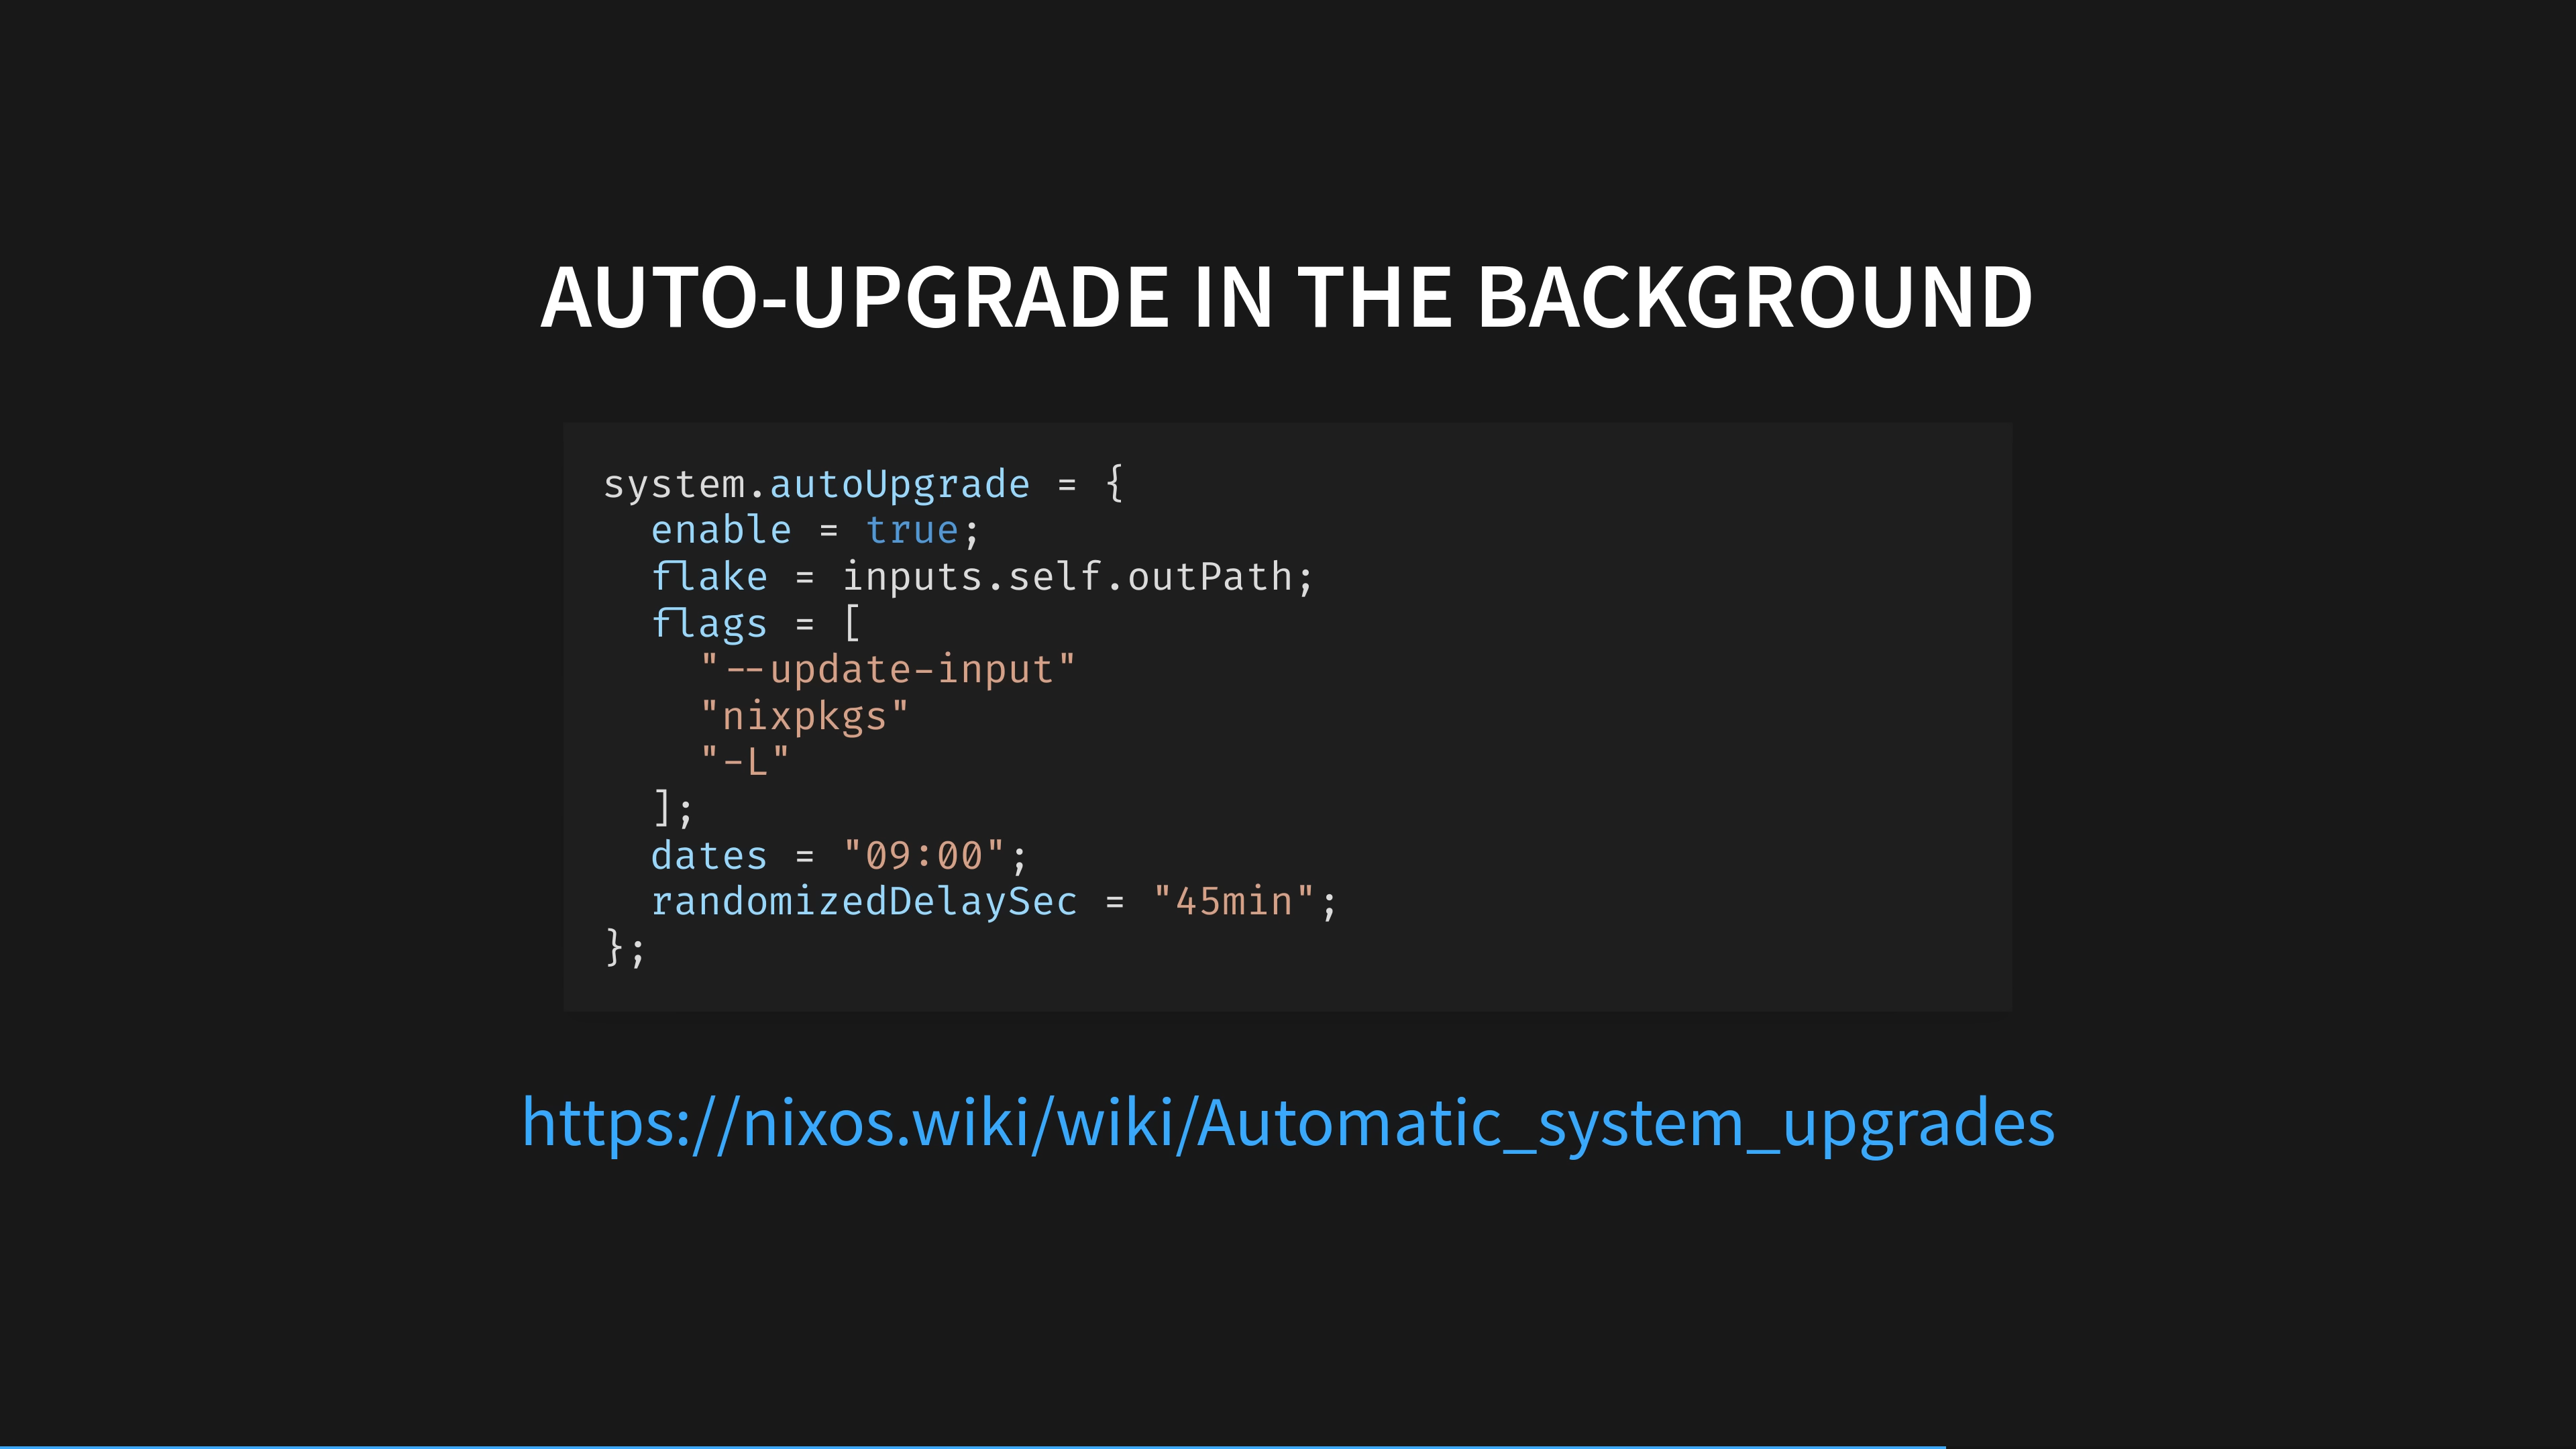 AUTO-UPGRADE IN THE BACKGROUND
system.autoUpgrade = {
  enable = true;
  flake = inputs.self.outPath;
  flags = [
    "--update-input"
    "nixpkgs"
    "-L"
  ];
  dates = "09:00";
  randomizedDelaySec = "45min";
};
https://nixos.wiki/wiki/Automatic_system_upgrades